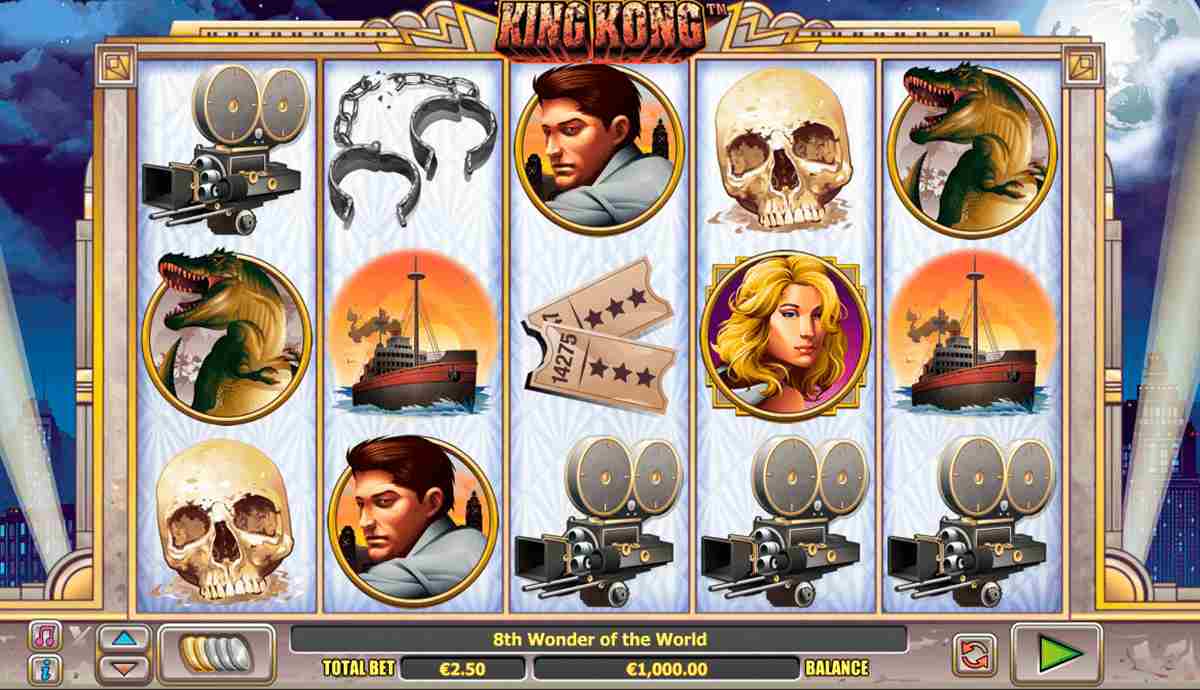 KING KONG™
14275
8th Wonder of the World
TOTAL BET €2.50 €1,000.00 BALANCE